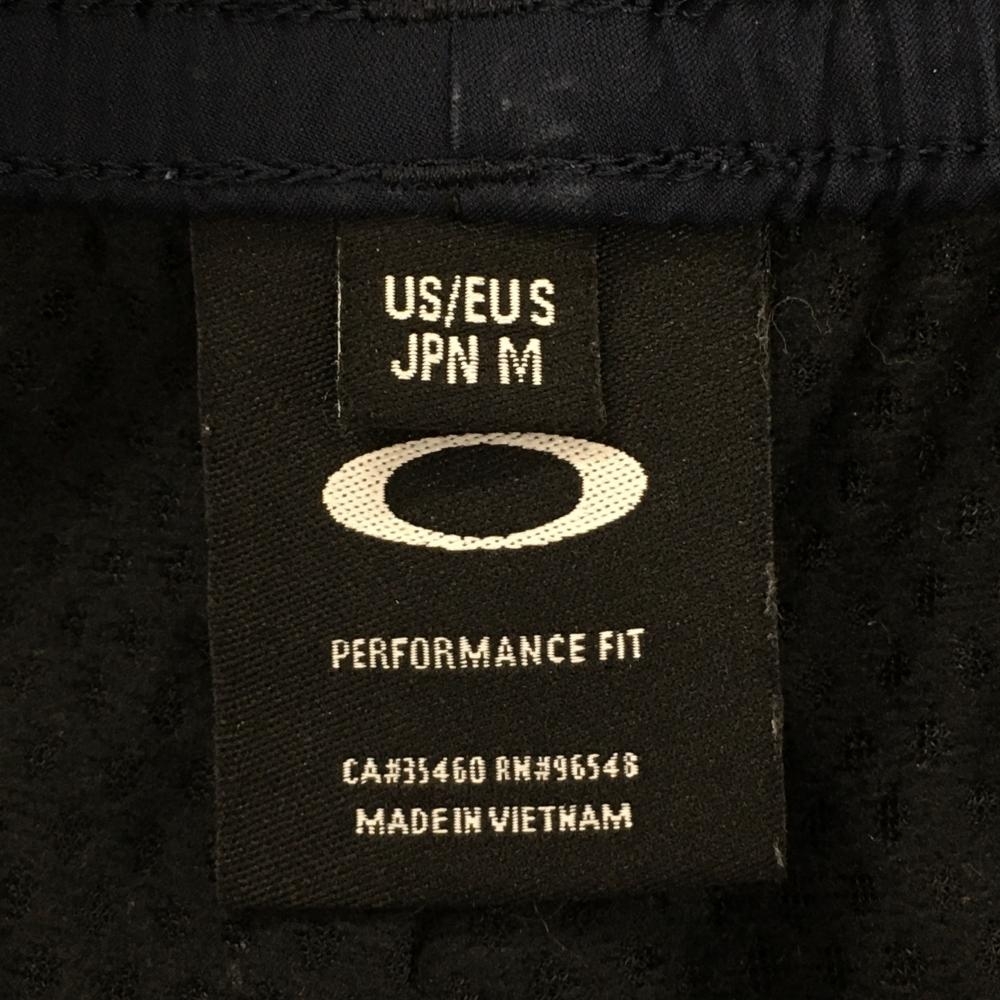 US/EU S
JPN M
PERFORMANCE FIT
CA#35460 RN#96548
MADE IN VIETNAM